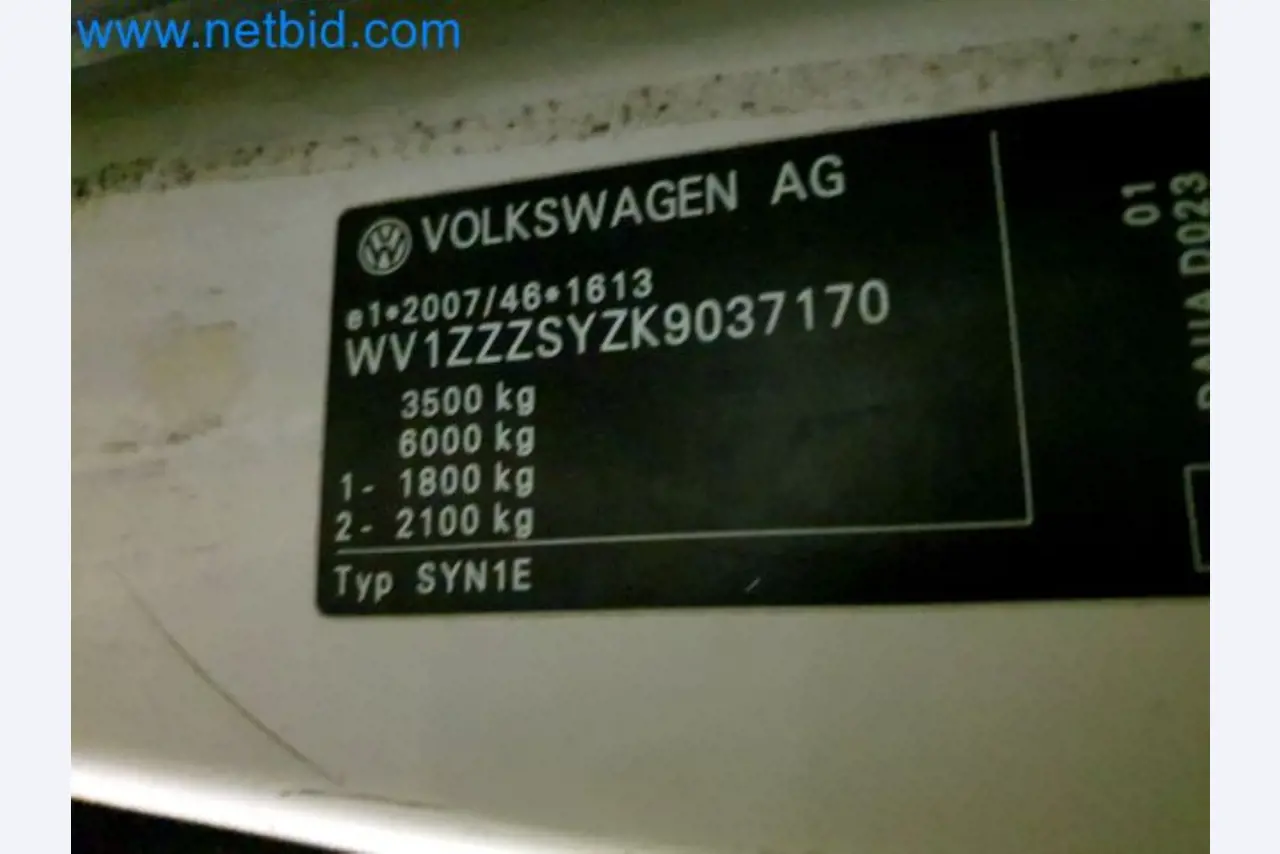 www.netbid.com
VOLKSWAGEN AG
e1*2007/46*1613
WV1ZZZSYZK9037170
3500 kg
6000 kg
1- 1800 kg
2- 2100 kg
Typ SYN1E
01
D023